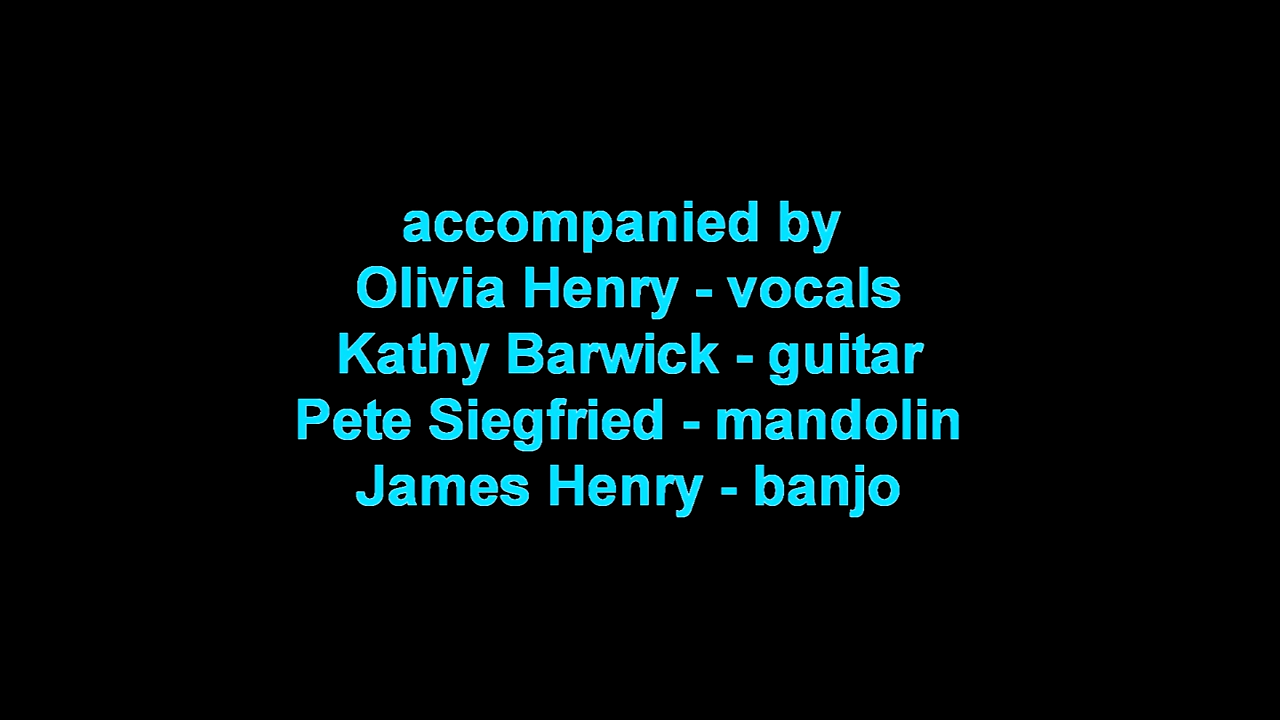 accompanied by
Olivia Henry - vocals
Kathy Barwick - guitar
Pete Siegfried - mandolin
James Henry - banjo